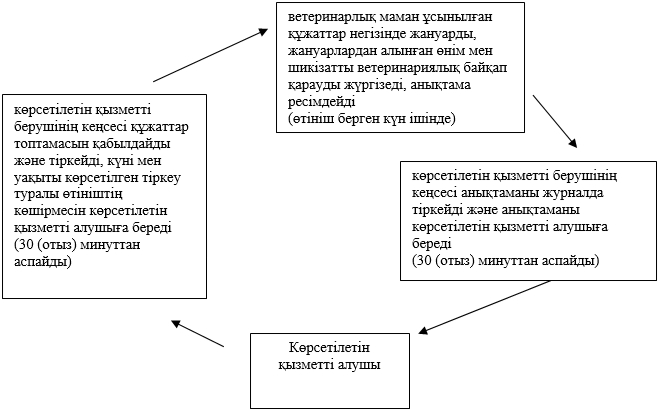 ветеринарлық маман ұсынылған
құжаттар негізінде жануарды,
жануарлардан алынған өнім мен
шикізатты ветеринариялық байқап
қарауды жүргізеді, анықтама
ресімдейді
(өтініш берген күн ішінде)
көрсетілетін қызметті
берушінің кеңсесі құжаттар
топтамасын қабылдайды
және тіркейді, күні мен
уақыты көрсетілген тіркеу
туралы өтініштің
көшірмесін көрсетілетін
қызметті алушыға береді
(30 (отыз) минуттан
аспайды)
көрсетілетін қызметті берушінің
кеңсесі анықтаманы журналда
тіркейді және анықтаманы
көрсетілетін қызметті алушыға
береді
(30 (отыз) минуттан аспайды)
Көрсетілетін
қызметті алушы